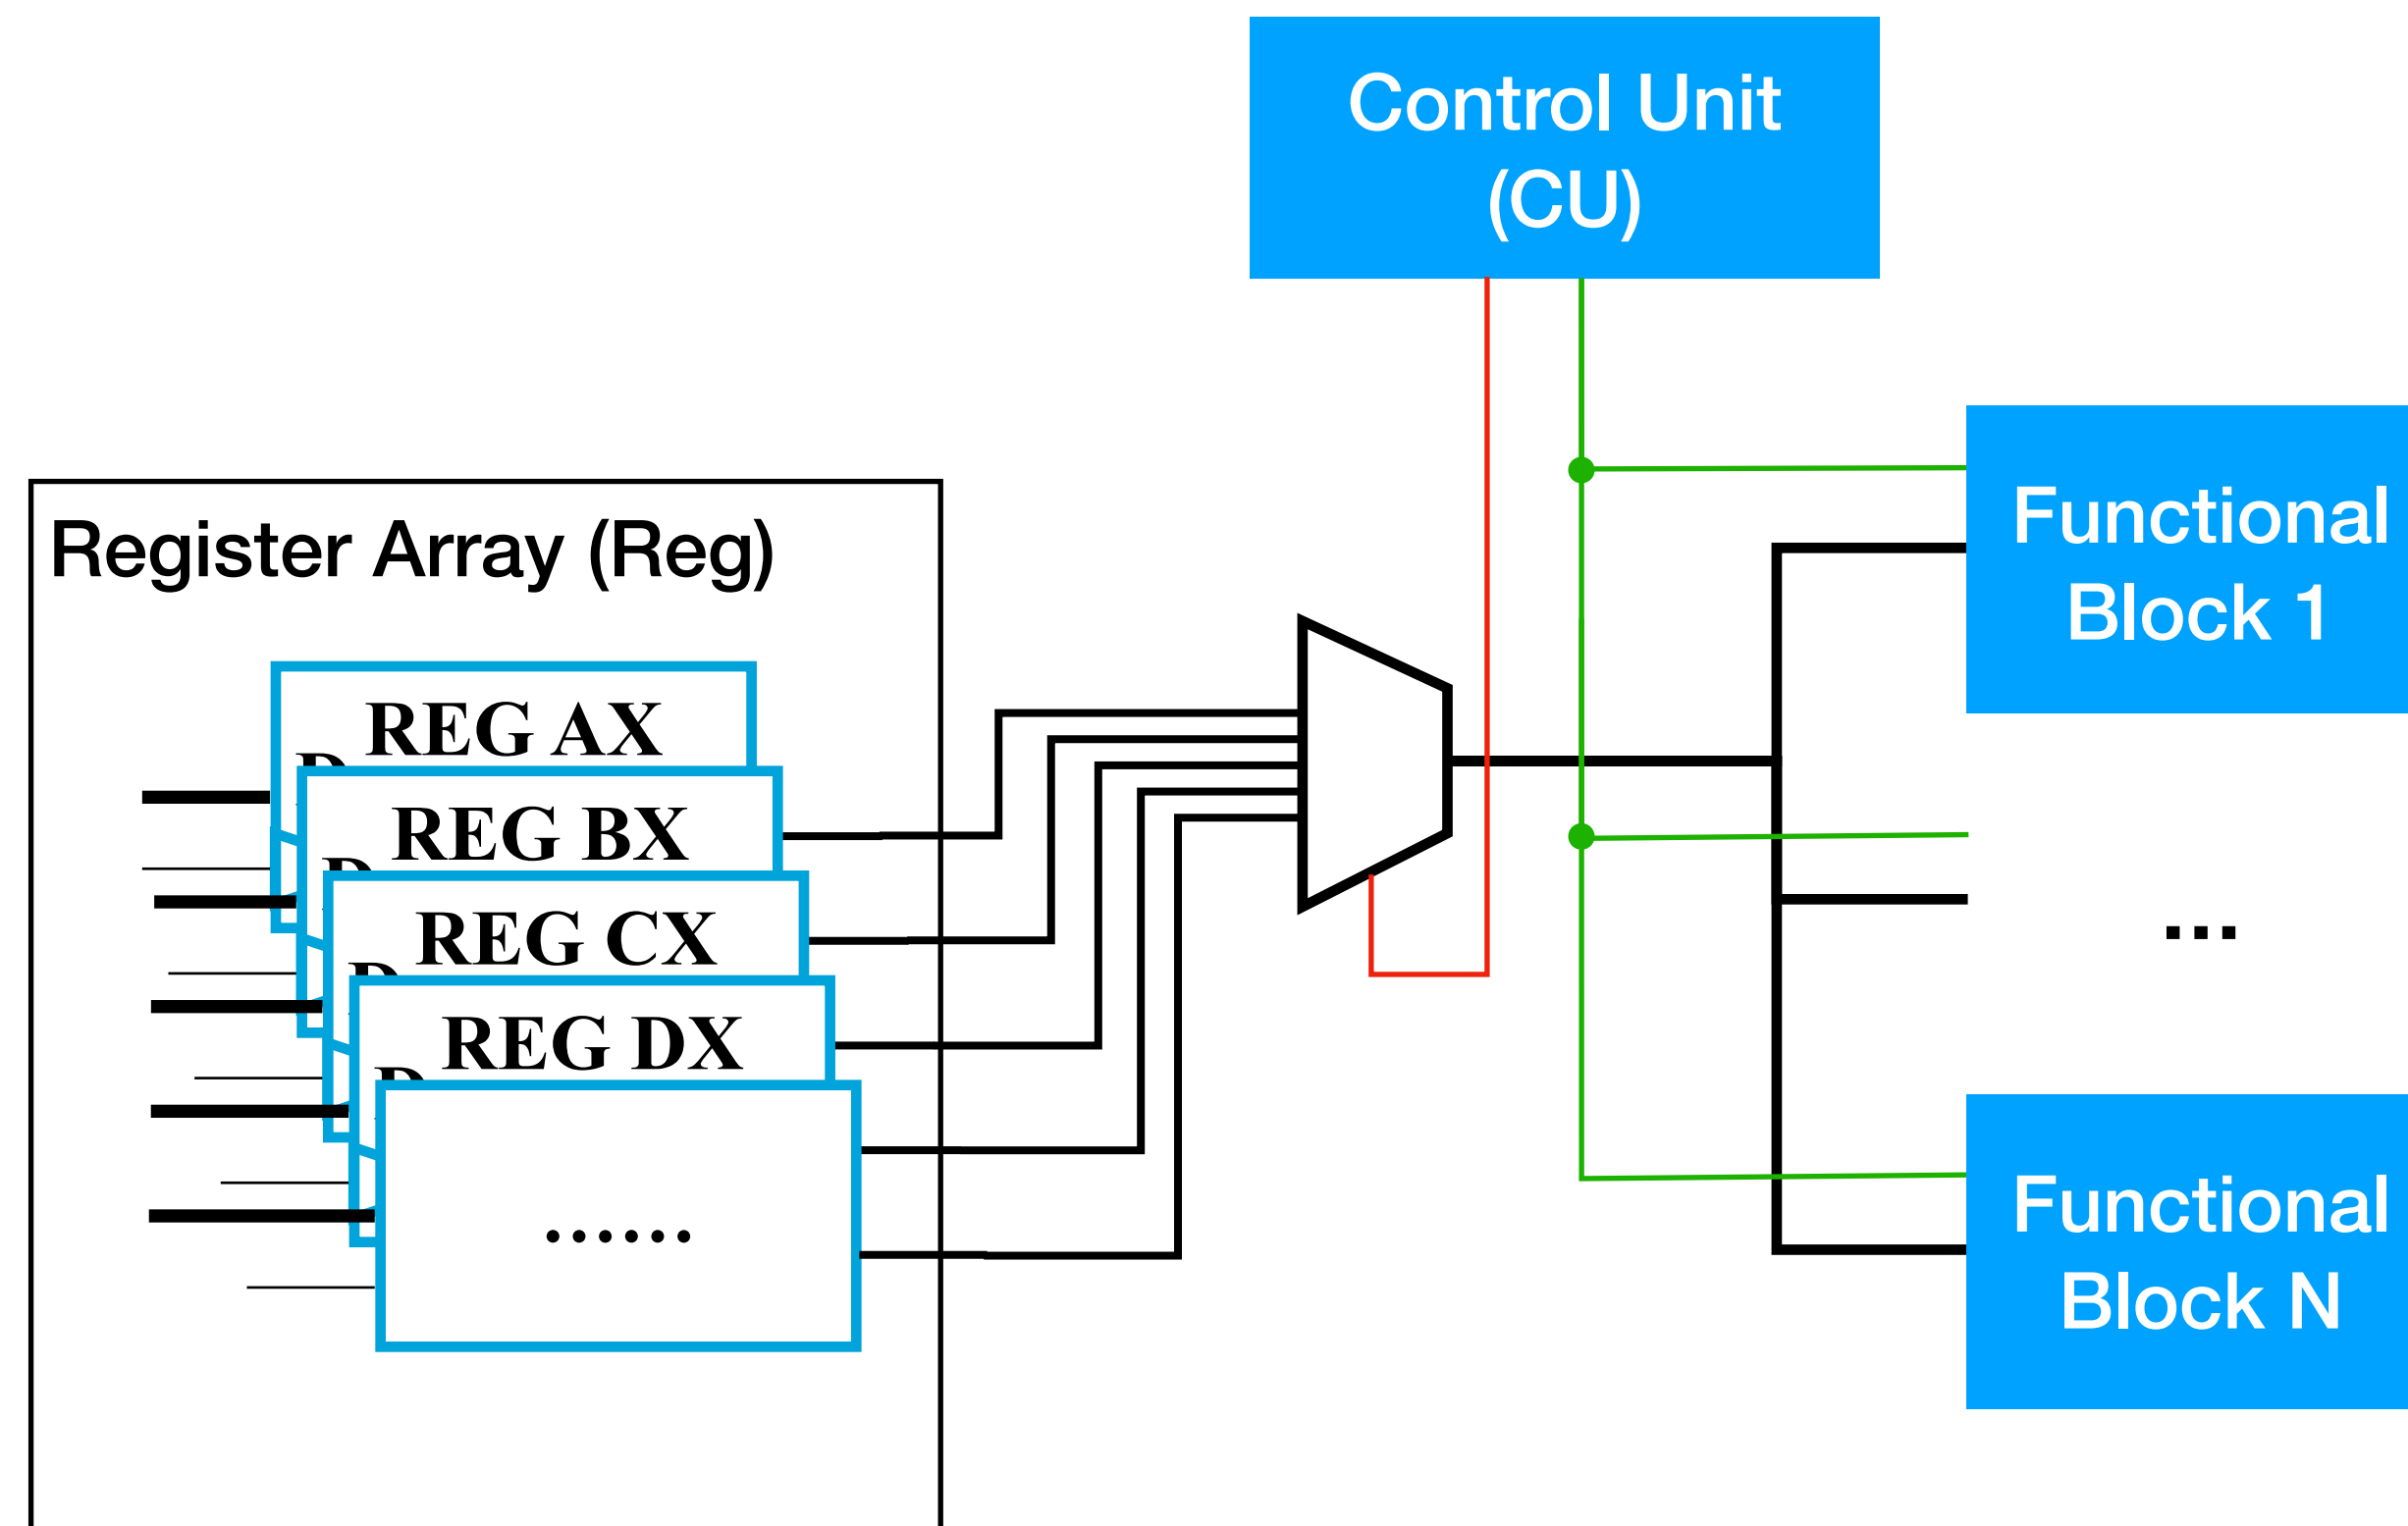 Control Unit
(CU)
Register Array (Reg)
Functional
Block 1
REG AX
REG BX
REG CX
REG DX
.......
...
Functional
Block N